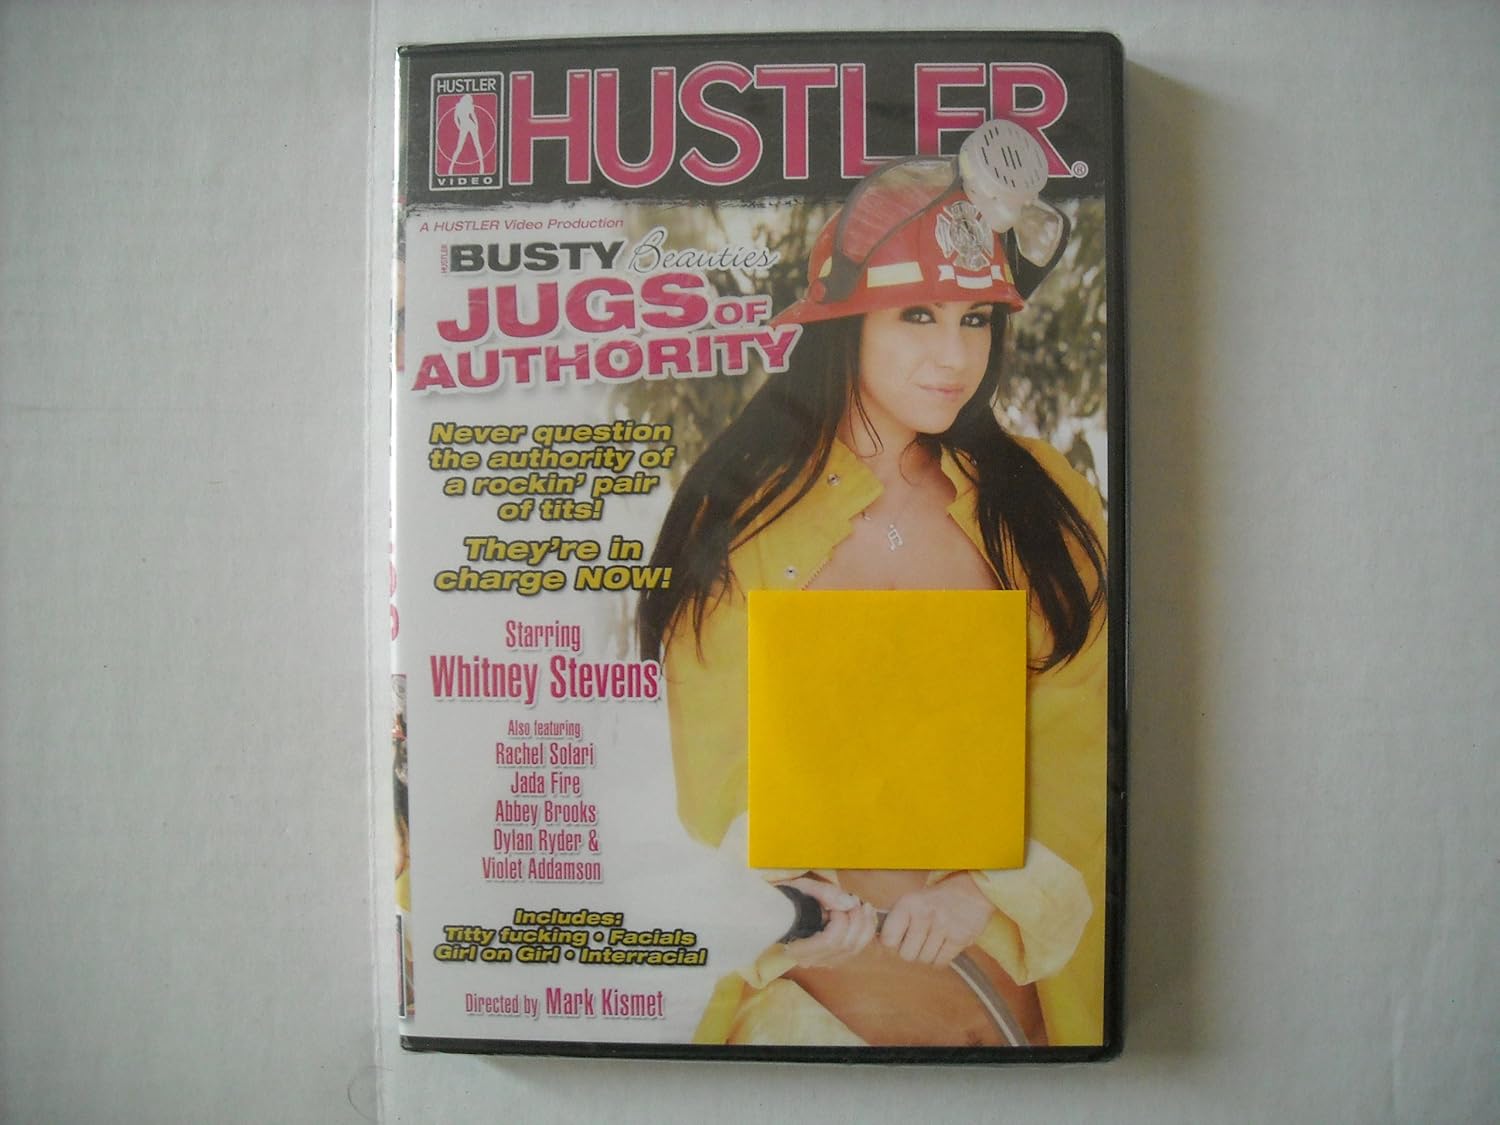 HUSTLER
VIDEO
HUSTLER®
A HUSTLER Video Production
HUSTLER
BUSTY Beauties
JUGS OF
AUTHORITY
Never question
the authority of
a rockin' pair
of tits!
They're in
charge NOW!
Starring
Whitney Stevens
Also featuring
Rachel Solari
Jada Fire
Abbey Brooks
Dylan Ryder &
Violet Addamson
Includes:
Titty fucking • Facials
Girl on Girl • Interracial
Directed by Mark Kismet